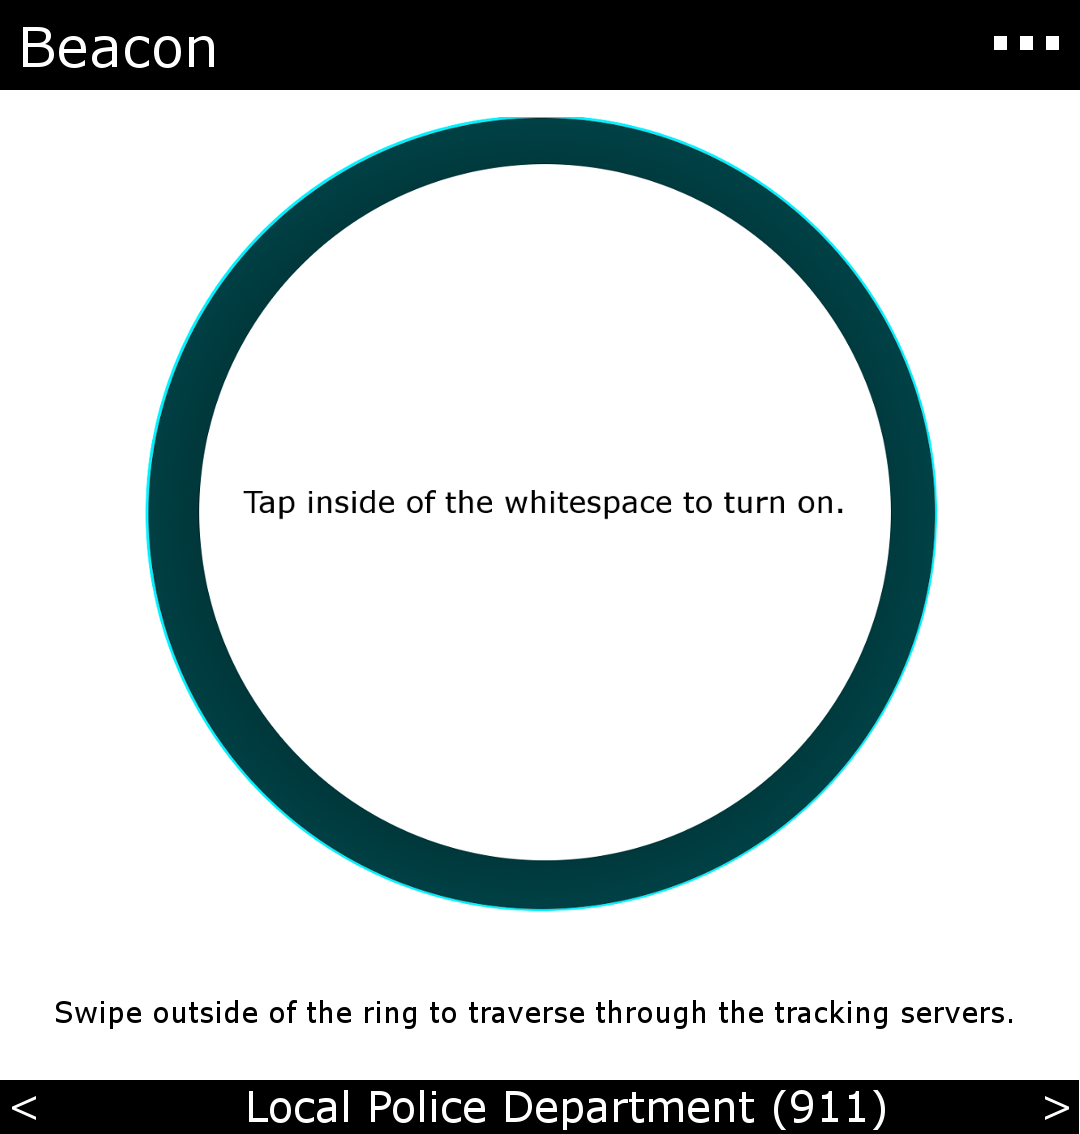 Beacon
Tap inside of the whitespace to turn on.
Swipe outside of the ring to traverse through the tracking servers.
< Local Police Department (911) >